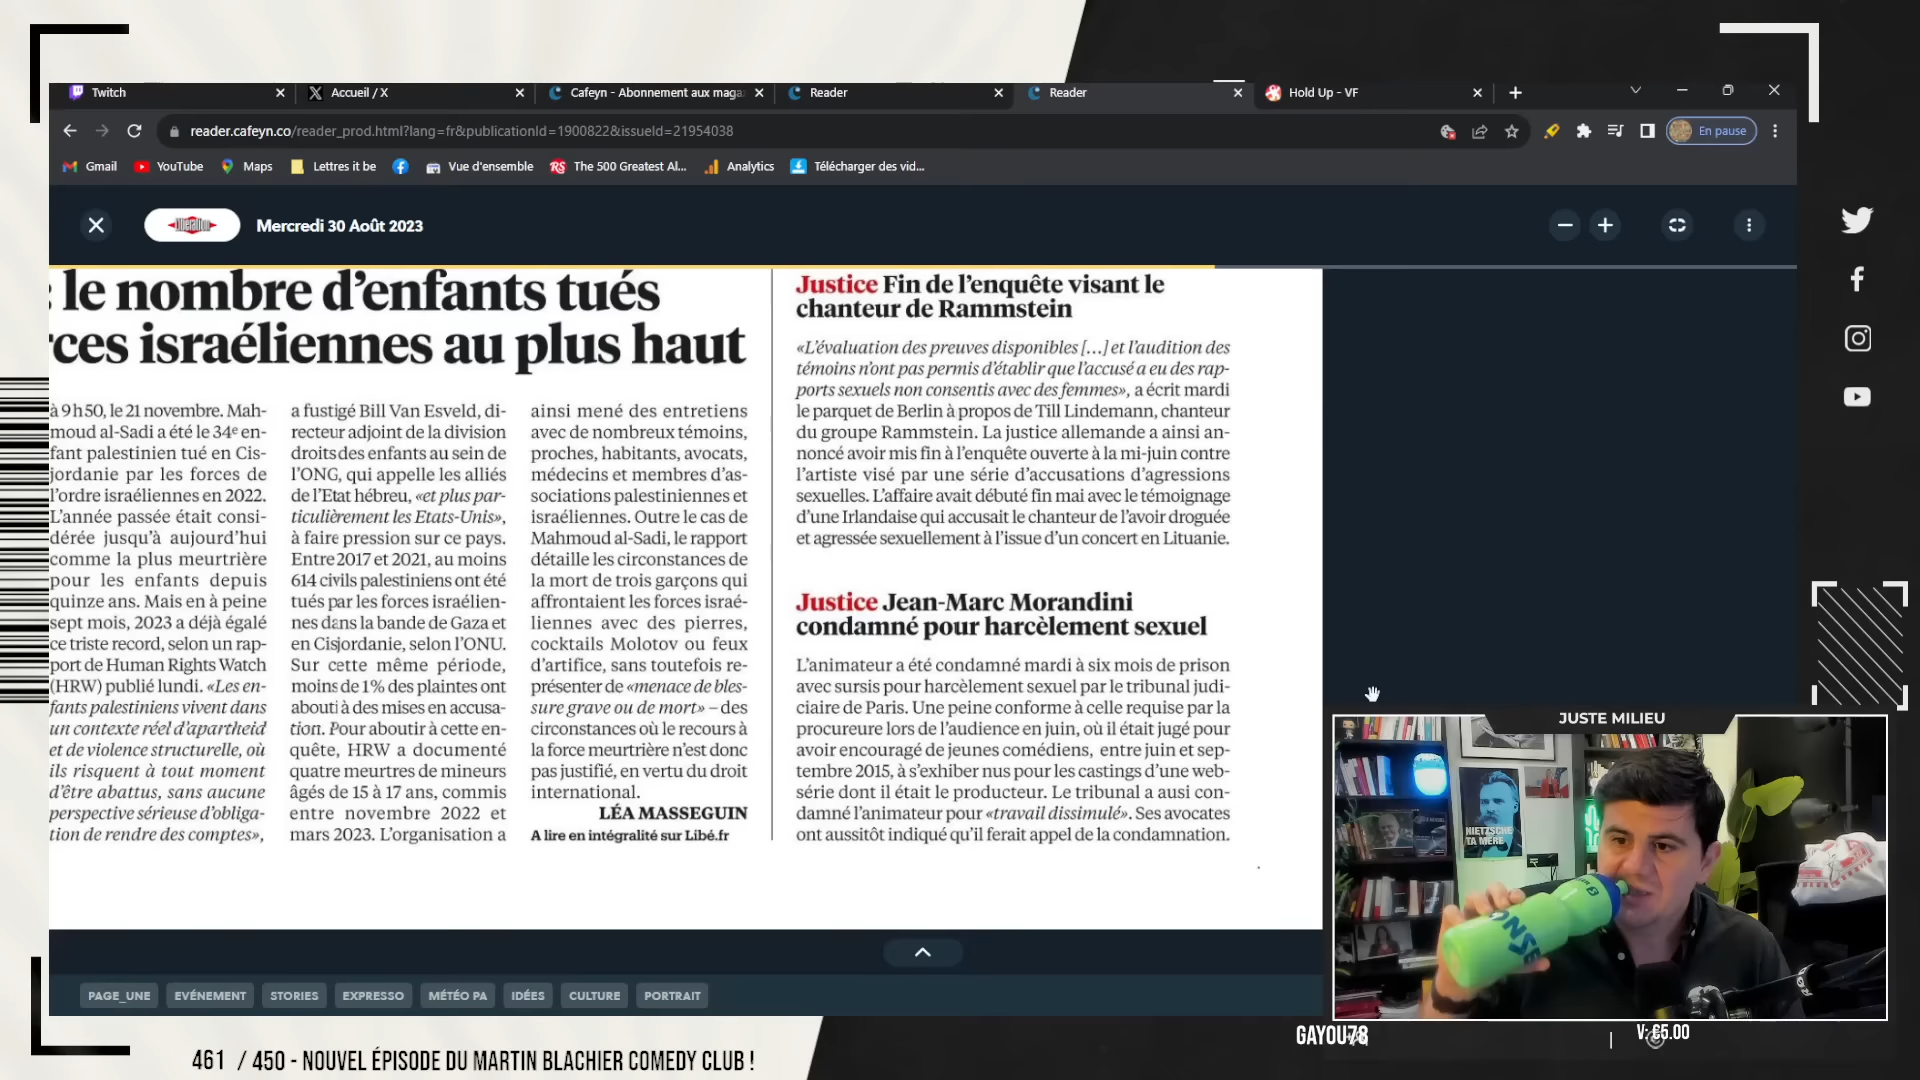 Twitch
Accueil / X
Cafeyn - Abonnement aux maga
Reader
Reader
Hold Up - VF
reader.cafeyn.co/reader_prod.html?lang=fr&publicationId=1900822&issueId=21954038
En pause
Gmail
YouTube
Maps
Lettres it be
Vue d'ensemble
The 500 Greatest Al...
Analytics
Télécharger des vid...
Libération
Mercredi 30 Août 2023
: le nombre d'enfants tués
rces israéliennes au plus haut
à 9 h 50, le 21 novembre. Mah-
moud al-Sadi a été le 34e en-
fant palestinien tué en Cis-
jordanie par les forces de
l'ordre israéliennes en 2022.
L'année passée était consi-
dérée jusqu'à aujourd'hui
comme la plus meurtrière
pour les enfants depuis
quinze ans. Mais en à peine
sept mois, 2023 a déjà égalé
ce triste record, selon un rap-
port de Human Rights Watch
(HRW) publié lundi. «Les en-
fants palestiniens vivent dans
un contexte réel d'apartheid
et de violence structurelle, où
ils risquent à tout moment
d'être abattus, sans aucune
perspective sérieuse d'obliga-
tion de rendre des comptes»,
a fustigé Bill Van Esveld, di-
recteur adjoint de la division
droits des enfants au sein de
l'ONG, qui appelle les alliés
de l'Etat hébreu, «et plus par-
ticulièrement les Etats-Unis»,
à faire pression sur ce pays.
Entre 2017 et 2021, au moins
614 civils palestiniens ont été
tués par les forces israélien-
nes dans la bande de Gaza et
en Cisjordanie, selon l'ONU.
Sur cette même période,
moins de 1% des plaintes ont
abouti à des mises en accusa-
tion. Pour aboutir à cette en-
quête, HRW a documenté
quatre meurtres de mineurs
âgés de 15 à 17 ans, commis
entre novembre 2022 et
mars 2023. L'organisation a
ainsi mené des entretiens
avec de nombreux témoins,
proches, habitants, avocats,
médecins et membres d'as-
sociations palestiniennes et
israéliennes. Outre le cas de
Mahmoud al-Sadi, le rapport
détaille les circonstances de
la mort de trois garçons qui
affrontaient les forces israé-
liennes avec des pierres,
cocktails Molotov ou feux
d'artifice, sans toutefois re-
présenter de «menace de bles-
sure grave ou de mort» – des
circonstances où le recours à
la force meurtrière n'est donc
pas justifié, en vertu du droit
international.
LÉA MASSEGUIN
A lire en intégralité sur Libé.fr
Justice Fin de l'enquête visant le
chanteur de Rammstein
«L'évaluation des preuves disponibles [...] et l'audition des
témoins n'ont pas permis d'établir que l'accusé a eu des rap-
ports sexuels non consentis avec des femmes», a écrit mardi
le parquet de Berlin à propos de Till Lindemann, chanteur
du groupe Rammstein. La justice allemande a ainsi an-
noncé avoir mis fin à l'enquête ouverte à la mi-juin contre
l'artiste visé par une série d'accusations d'agressions
sexuelles. L'affaire avait débuté fin mai avec le témoignage
d'une Irlandaise qui accusait le chanteur de l'avoir droguée
et agressée sexuellement à l'issue d'un concert en Lituanie.
Justice Jean-Marc Morandini
condamné pour harcèlement sexuel
L'animateur a été condamné mardi à six mois de prison
avec sursis pour harcèlement sexuel par le tribunal judi-
ciaire de Paris. Une peine conforme à celle requise par la
procureure lors de l'audience en juin, où il était jugé pour
avoir encouragé de jeunes comédiens, entre juin et sep-
tembre 2015, à s'exhiber nus pour les castings d'une web-
série dont il était le producteur. Le tribunal a aussi con-
damné l'animateur pour «travail dissimulé». Ses avocates
ont aussitôt indiqué qu'il ferait appel de la condamnation.
PAGE_UNE
EVÉNEMENT
STORIES
EXPRESSO
MÉTÉO PA
IDÉES
CULTURE
PORTRAIT
JUSTE MILIEU
NIETZSCHE
TA MÈRE
GAYOU78
V: €5.00
461 / 450 - NOUVEL ÉPISODE DU MARTIN BLACHIER COMEDY CLUB !